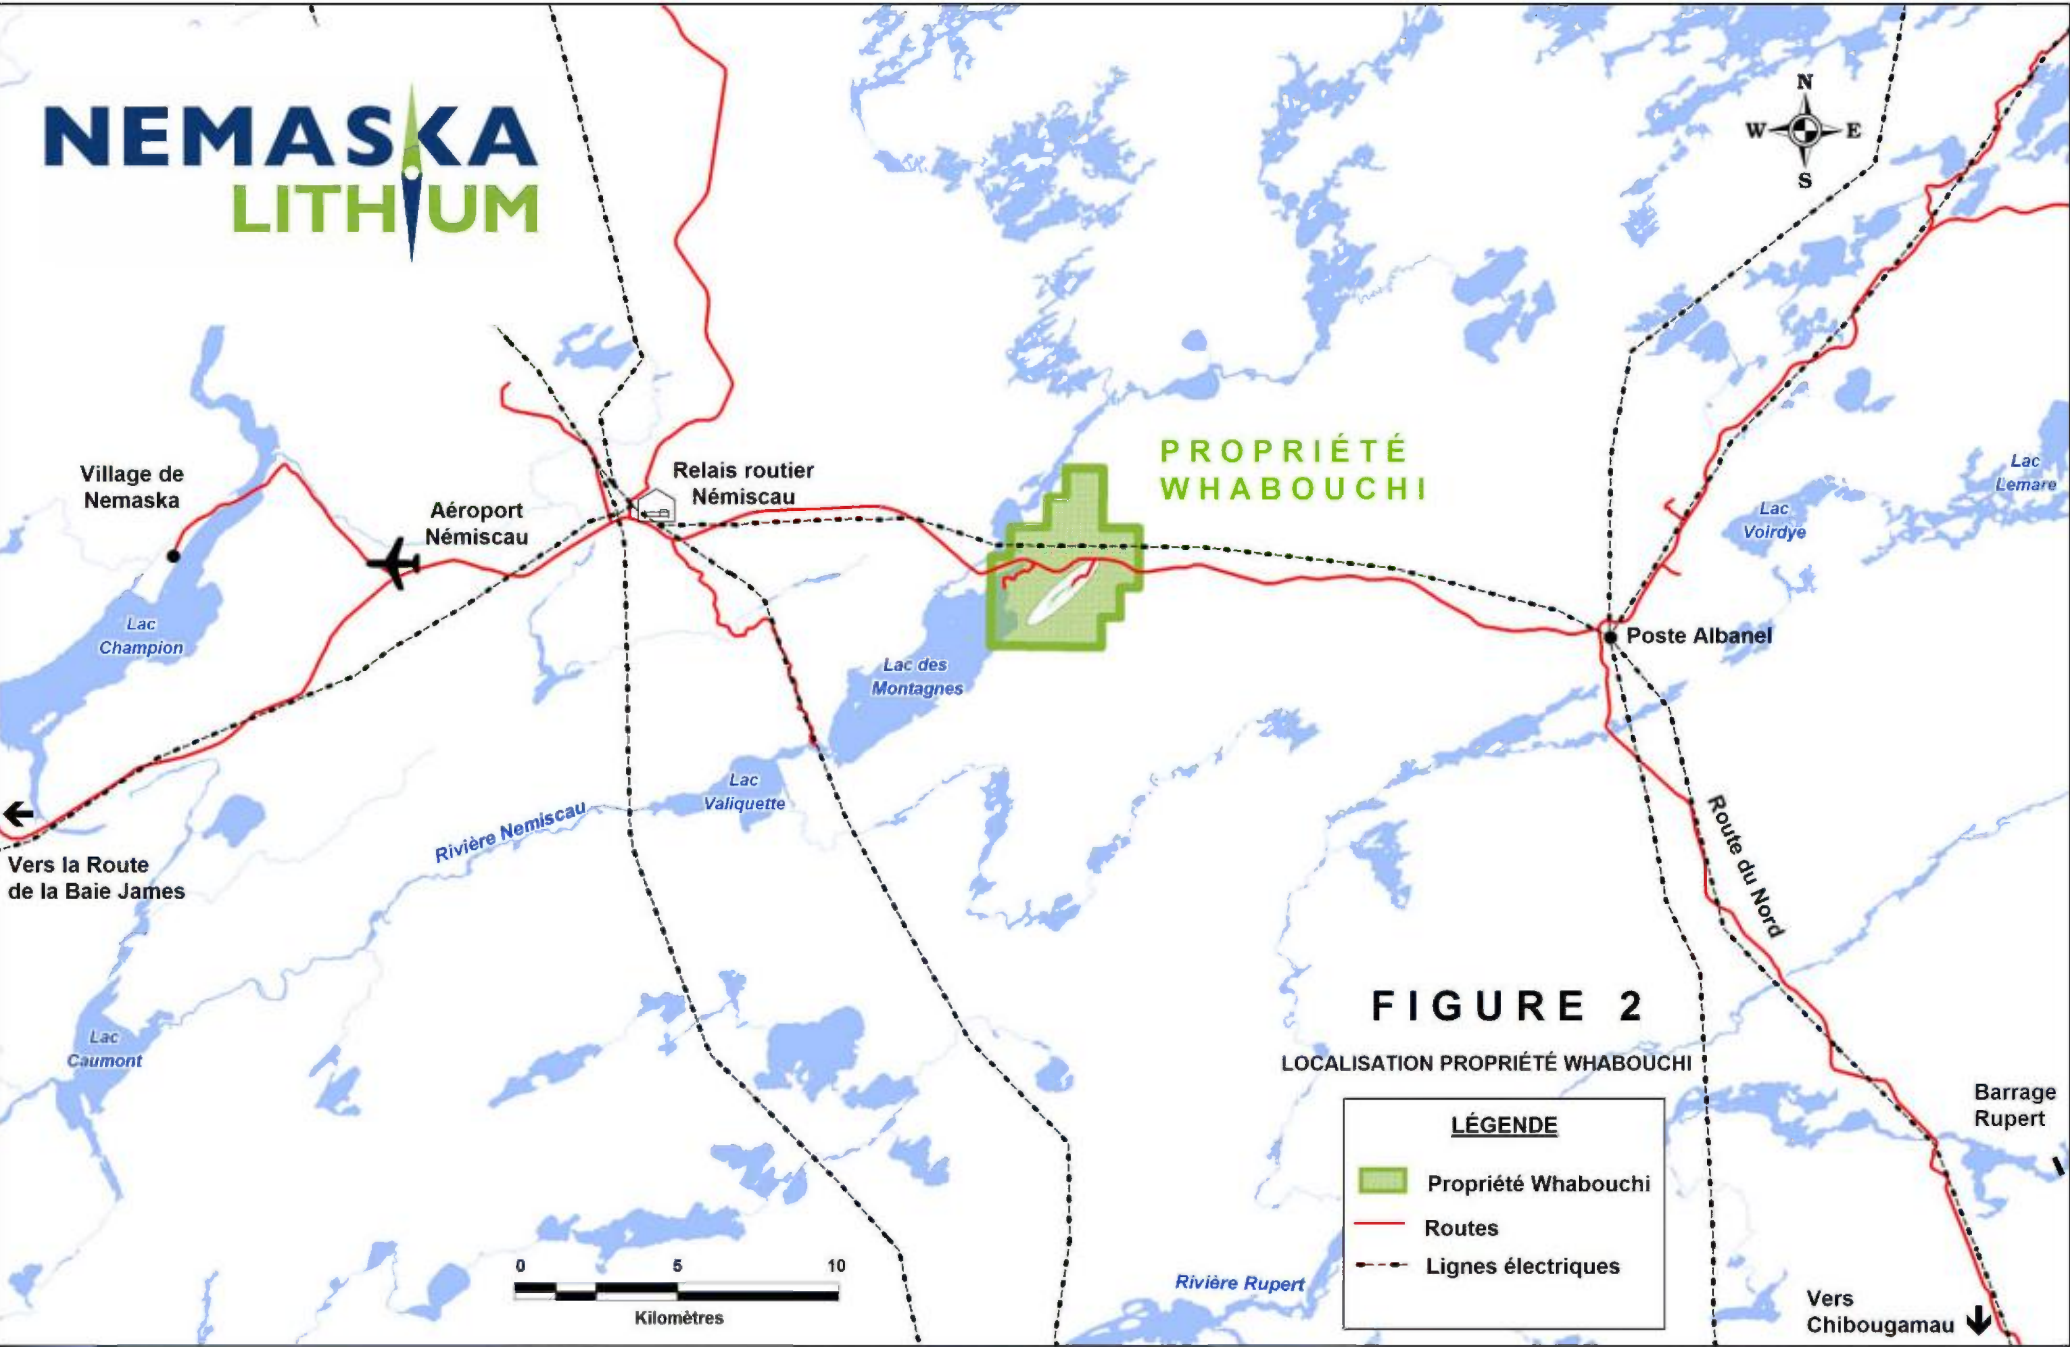 NEMASKA
LITHIUM
N
W E
S
PROPRIÉTÉ
WHABOUCHI
Village de
Nemaska
Aéroport
Némiscau
Relais routier
Némiscau
Lac
Lemare
Lac
Voirdye
Lac
Champion
Lac des
Montagnes
Poste Albanel
Lac
Valiquette
Rivière Nemiscau
Route du Nord
Vers la Route
de la Baie James
Lac
Caumont
FIGURE 2
LOCALISATION PROPRIÉTÉ WHABOUCHI
LÉGENDE
Propriété Whabouchi
Routes
Lignes électriques
Barrage
Rupert
0 5 10
Kilomètres
Rivière Rupert
Vers
Chibougamau